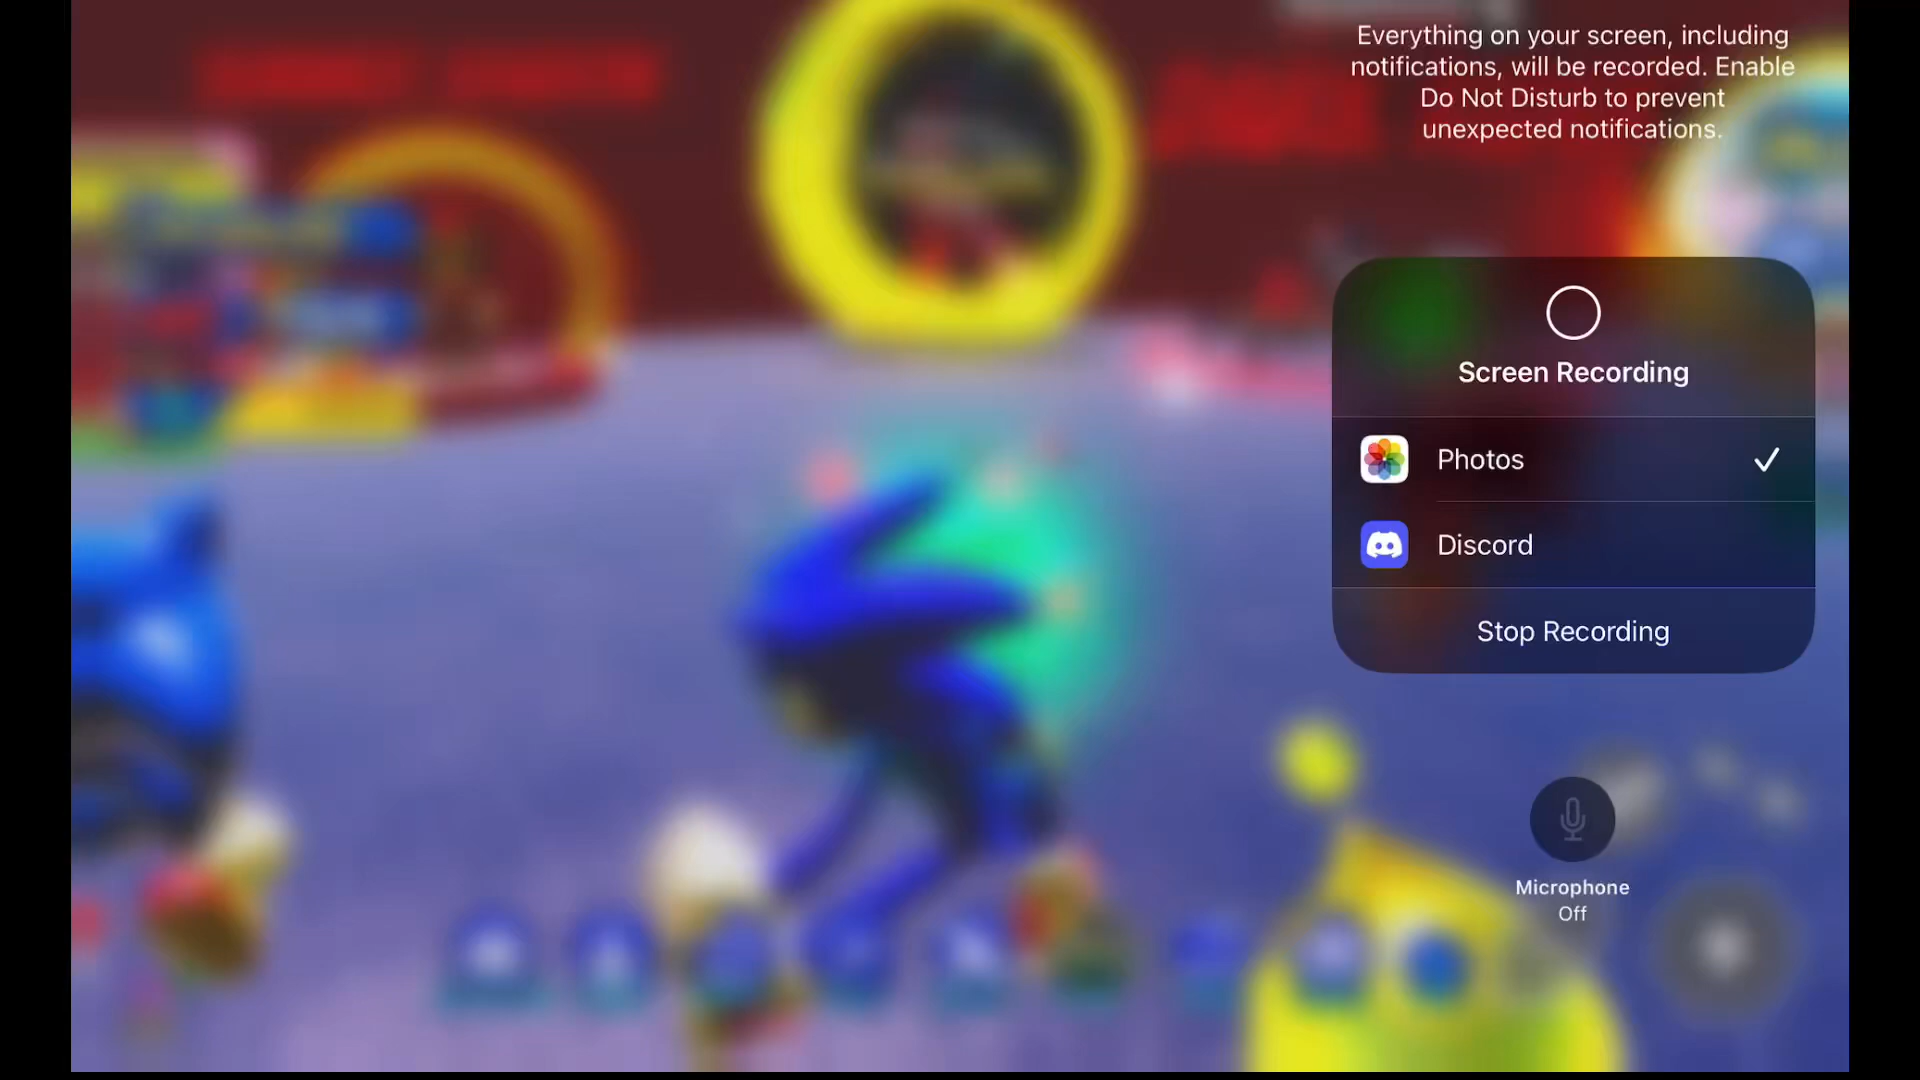 Everything on your screen, including
notifications, will be recorded. Enable
Do Not Disturb to prevent
unexpected notifications.
Screen Recording
Photos
Discord
Stop Recording
Microphone
Off